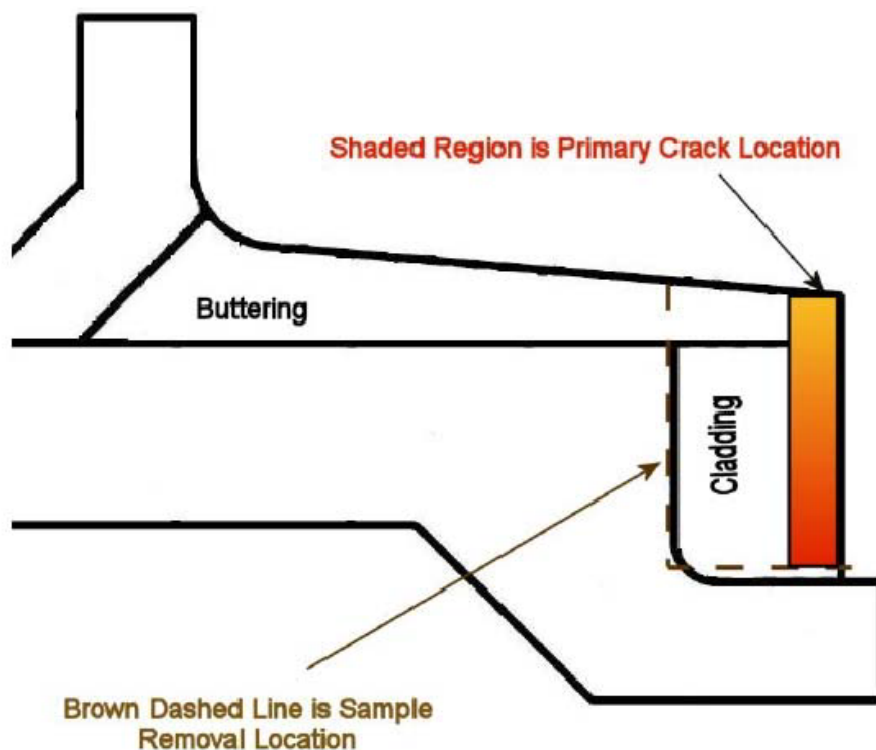 Shaded Region is Primary Crack Location
Buttering
Cladding
Brown Dashed Line is Sample
Removal Location